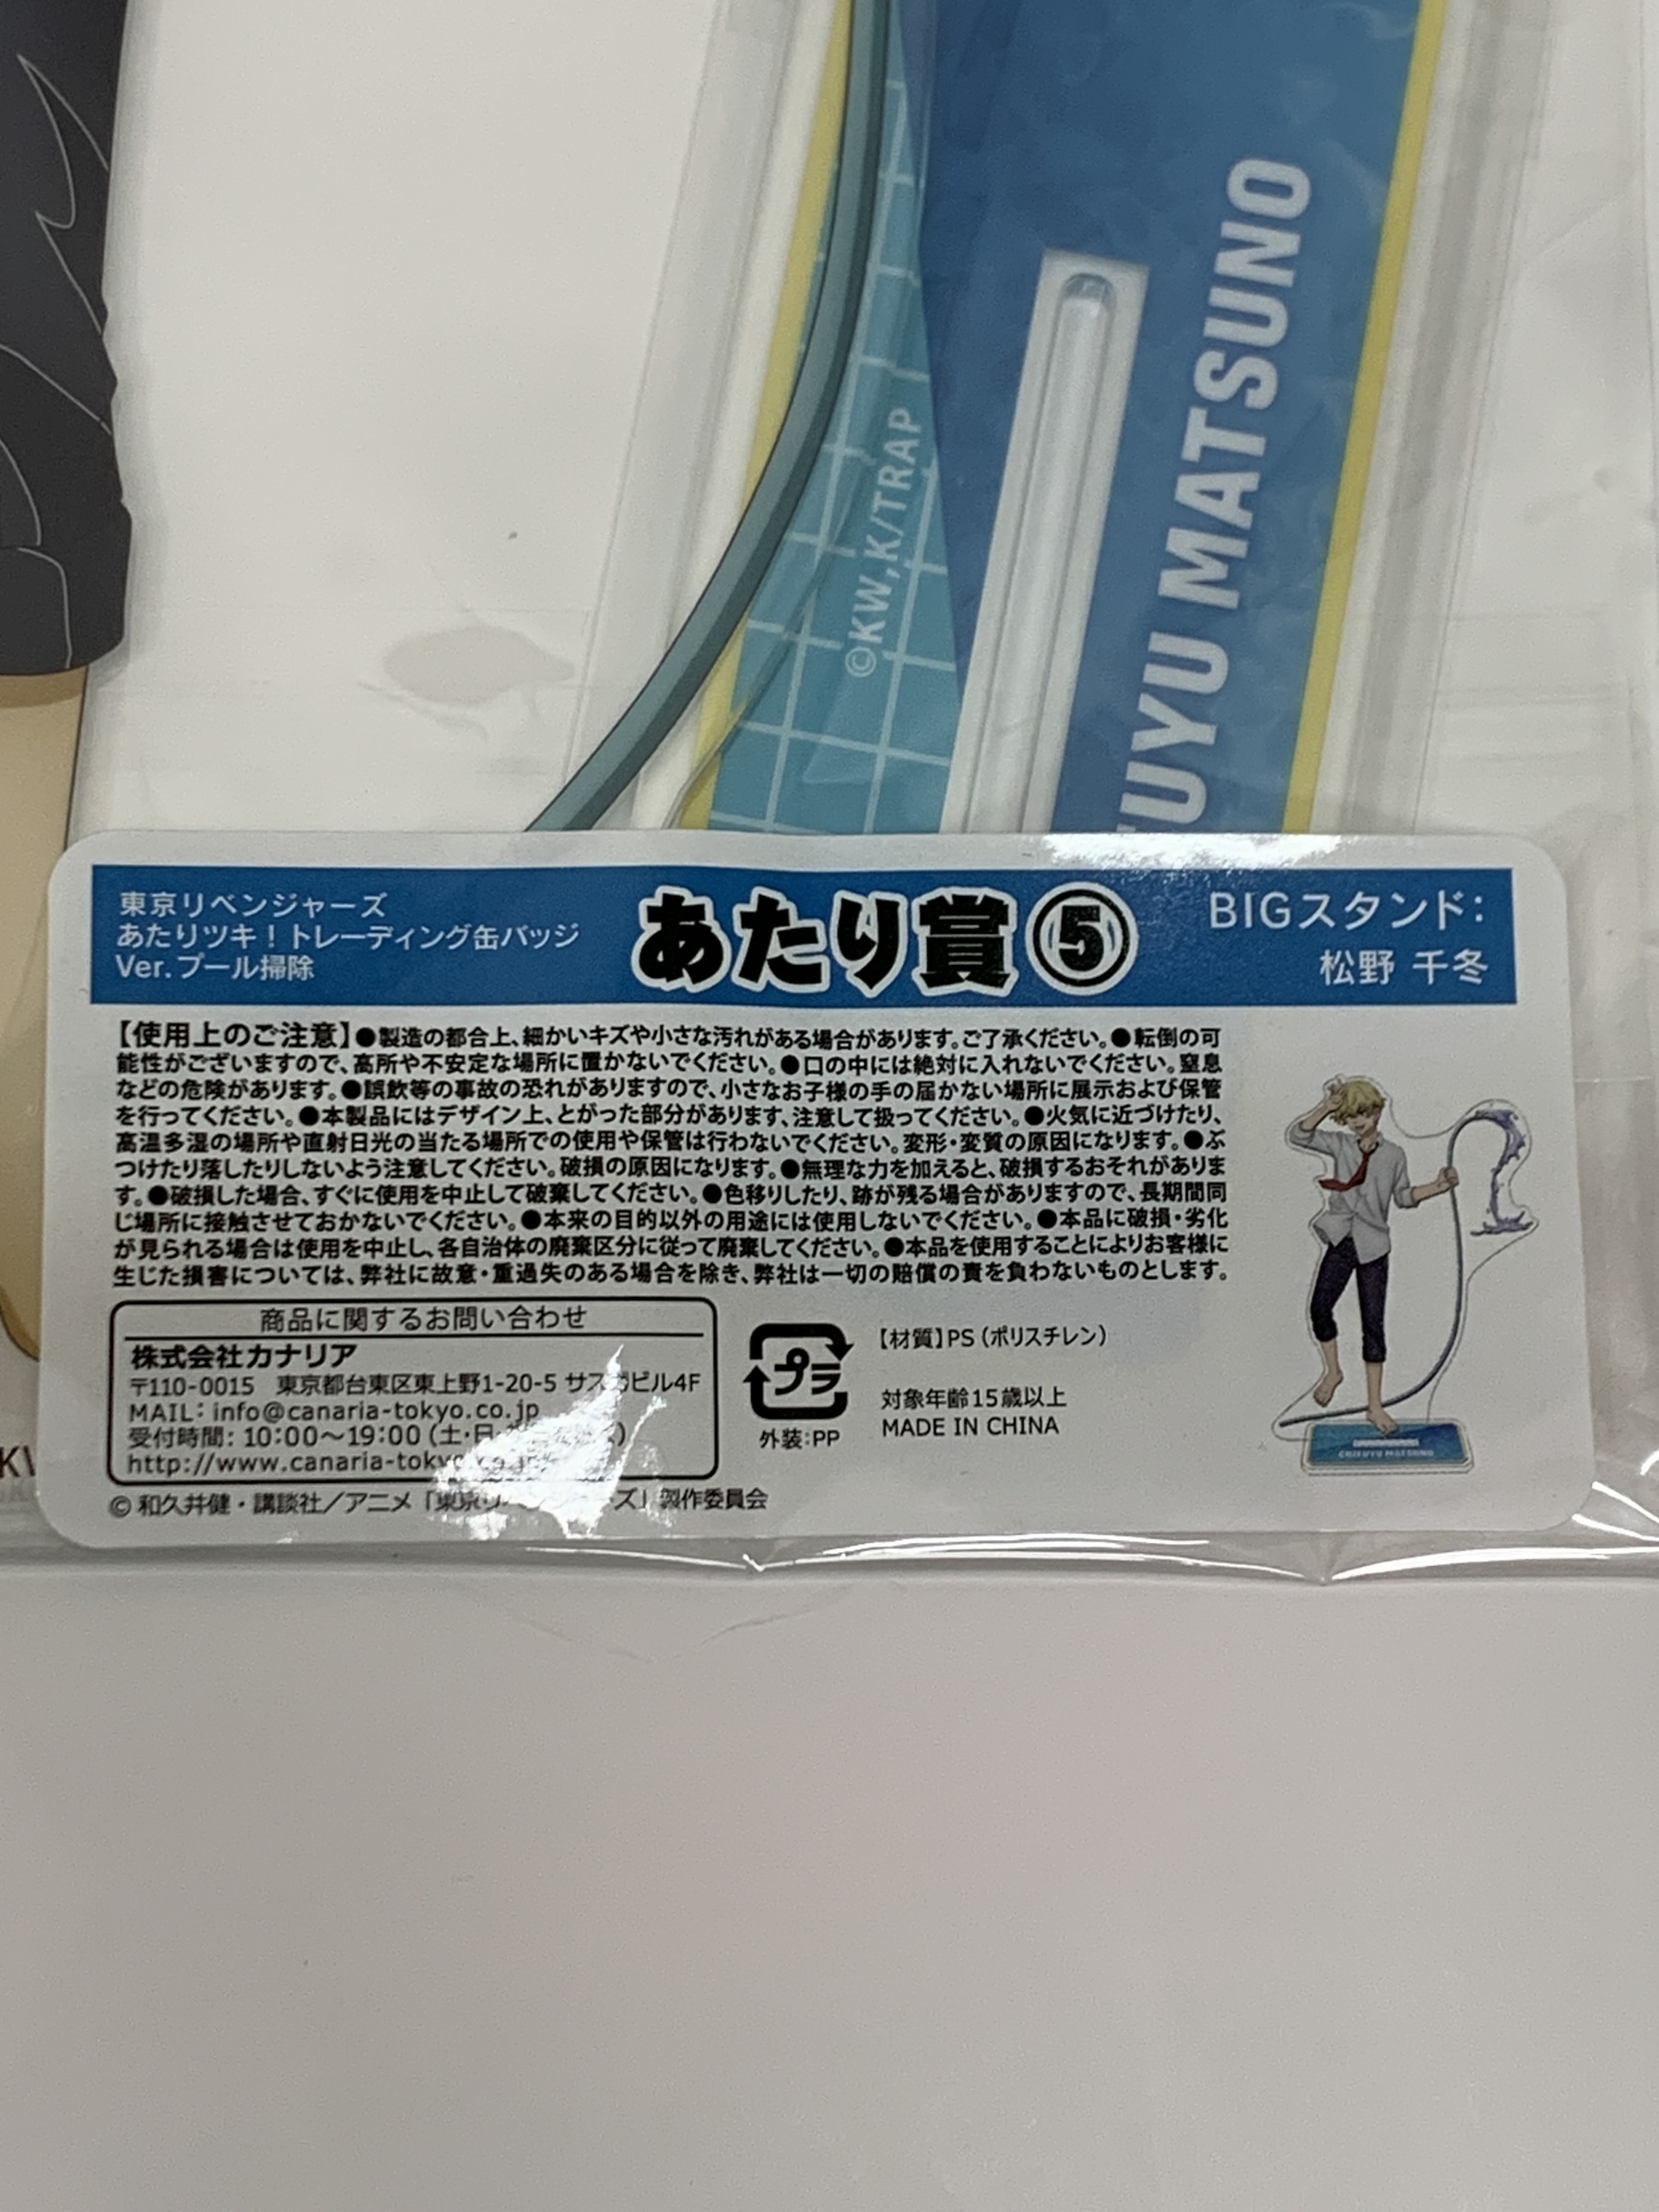 ©KW,K/TRAP
UYU MATSUNO
東京リベンジャーズ
あたりツキ！トレーディング缶バッジ
Ver.プール掃除
あたり賞⑤
BIGスタンド：
松野 千冬
【使用上のご注意】●製造の都合上、細かいキズや小さな汚れがある場合があります。ご了承ください。●転倒の可
能性がございますので、高所や不安定な場所に置かないでください。●口の中には絶対に入れないでください。窒息
などの危険があります。●誤飲等の事故の恐れがありますので、小さなお子様の手の届かない場所に展示および保管
を行ってください。●本製品にはデザイン上、とがった部分があります、注意して扱ってください。●火気に近づけたり、
高温多湿の場所や直射日光の当たる場所での使用や保管は行わないでください。変形・変質の原因になります。●ぶ
つけたり落したりしないよう注意してください。破損の原因になります。●無理な力を加えると、破損するおそれがありま
す。●破損した場合、すぐに使用を中止して破棄してください。●色移りしたり、跡が残る場合がありますので、長期間同
じ場所に接触させておかないでください。●本来の目的以外の用途には使用しないでください。●本品に破損・劣化
が見られる場合は使用を中止し、各自治体の廃棄区分に従って廃棄してください。●本品を使用することによりお客様に
生じた損害については、弊社に故意・重過失のある場合を除き、弊社は一切の賠償の責を負わないものとします。
商品に関するお問い合わせ
株式会社カナリア
〒110-0015 東京都台東区東上野1-20-5 ビル4F
MAIL：info@canaria-tokyo.co.jp
受付時間：10:00～19:00（土・日
http://www.canaria-tokyo.co.jp
© 和久井健・講談社／アニメ「東京リ ズ」製作委員会
プラ
外装：PP
【材質】PS（ポリスチレン）
対象年齢15歳以上
MADE IN CHINA
CHIFUYU MATSUNO